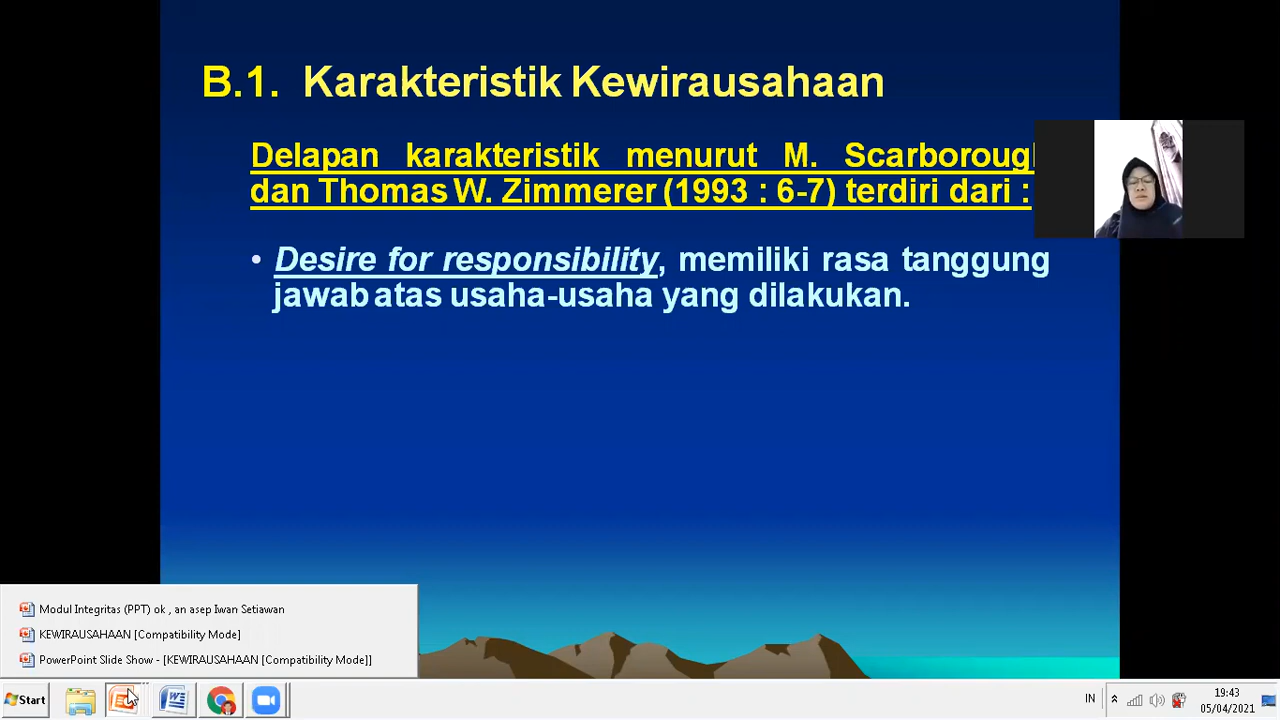 B.1. Karakteristik Kewirausahaan
Delapan karakteristik menurut M. Scarboroug
dan Thomas W. Zimmerer (1993 : 6-7) terdiri dari :
• Desire for responsibility, memiliki rasa tanggung
jawab atas usaha-usaha yang dilakukan.
Modul Integritas (PPT) ok , an asep Iwan Setiawan
KEWIRAUSAHAAN [Compatibility Mode]
PowerPoint Slide Show - [KEWIRAUSAHAAN [Compatibility Mode]]
Start
IN
19:43
05/04/2021